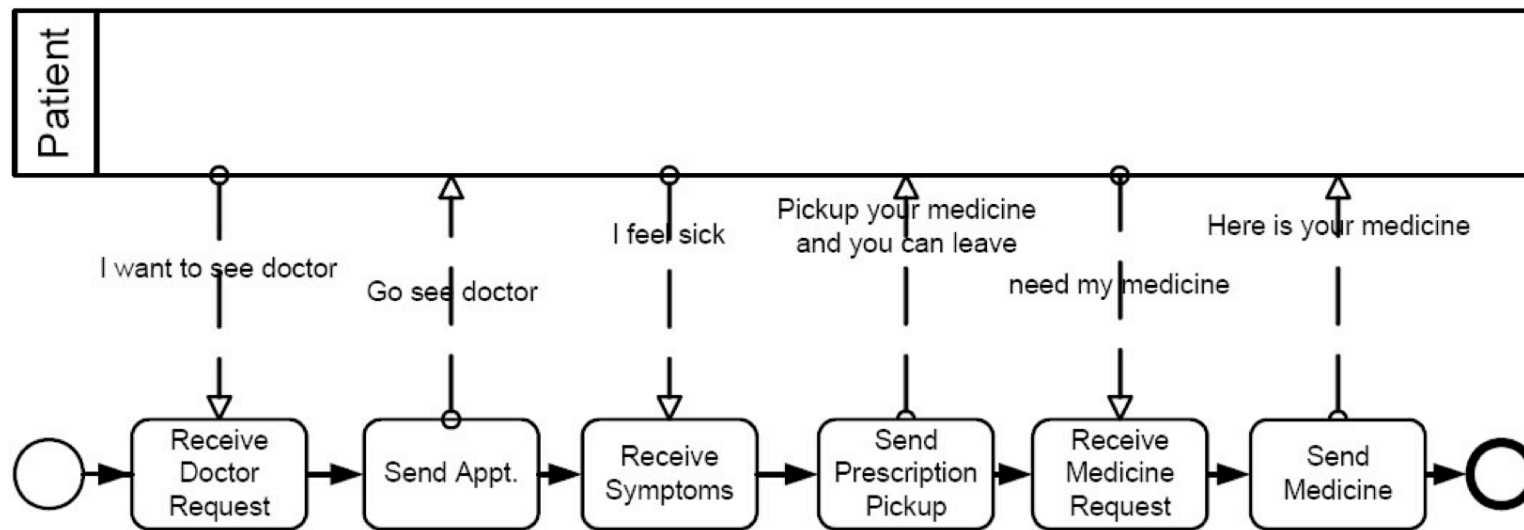 Patient
I want to see doctor
Go see doctor
I feel sick
Pickup your medicine
and you can leave
need my medicine
Here is your medicine
Receive
Doctor
Request
Send Appt.
Receive
Symptoms
Send
Prescription
Pickup
Receive
Medicine
Request
Send
Medicine